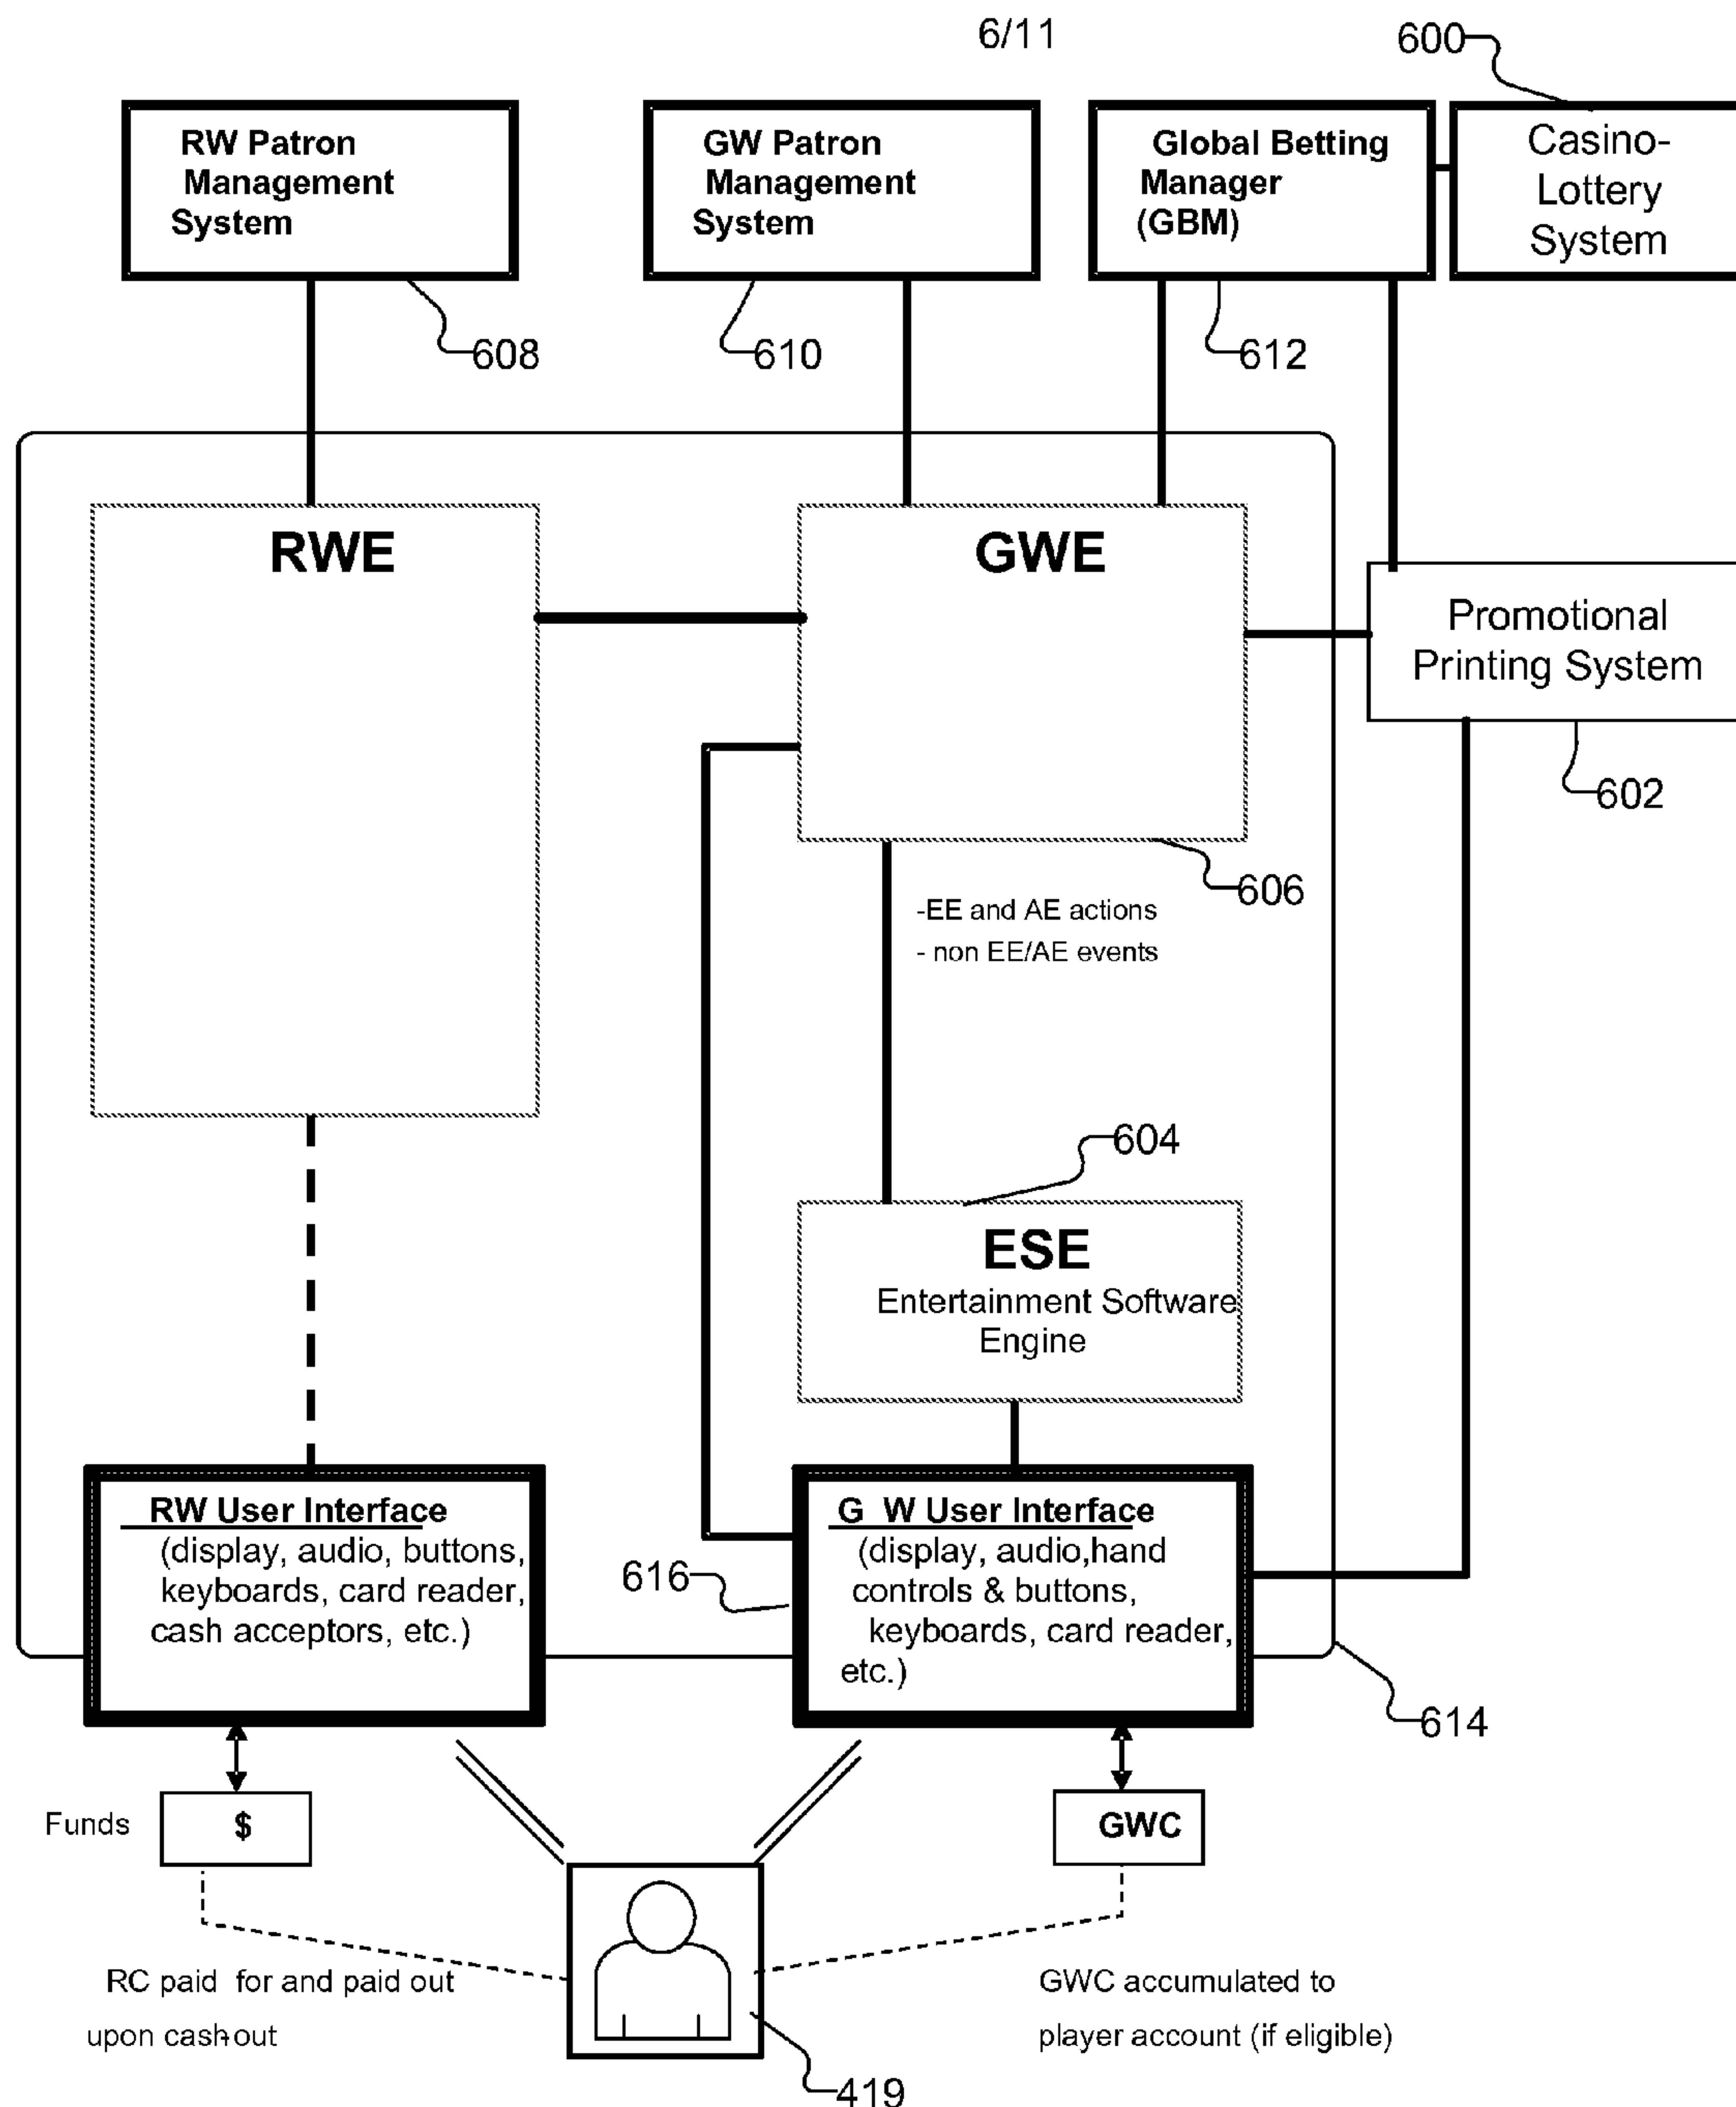 6/11
600
RW Patron
Management
System
GW Patron
Management
System
Global Betting
Manager
(GBM)
Casino-
Lottery
System
608
610
612
RWE
GWE
Promotional
Printing System
602
606
-EE and AE actions
- non EE/AE events
604
ESE
Entertainment Software
Engine
RW User Interface
(display, audio, buttons,
keyboards, card reader,
cash acceptors, etc.)
616
G W User Interface
(display, audio,hand
controls & buttons,
keyboards, card reader,
etc.)
614
Funds
$
GWC
RC paid for and paid out
upon cash-out
GWC accumulated to
player account (if eligible)
419